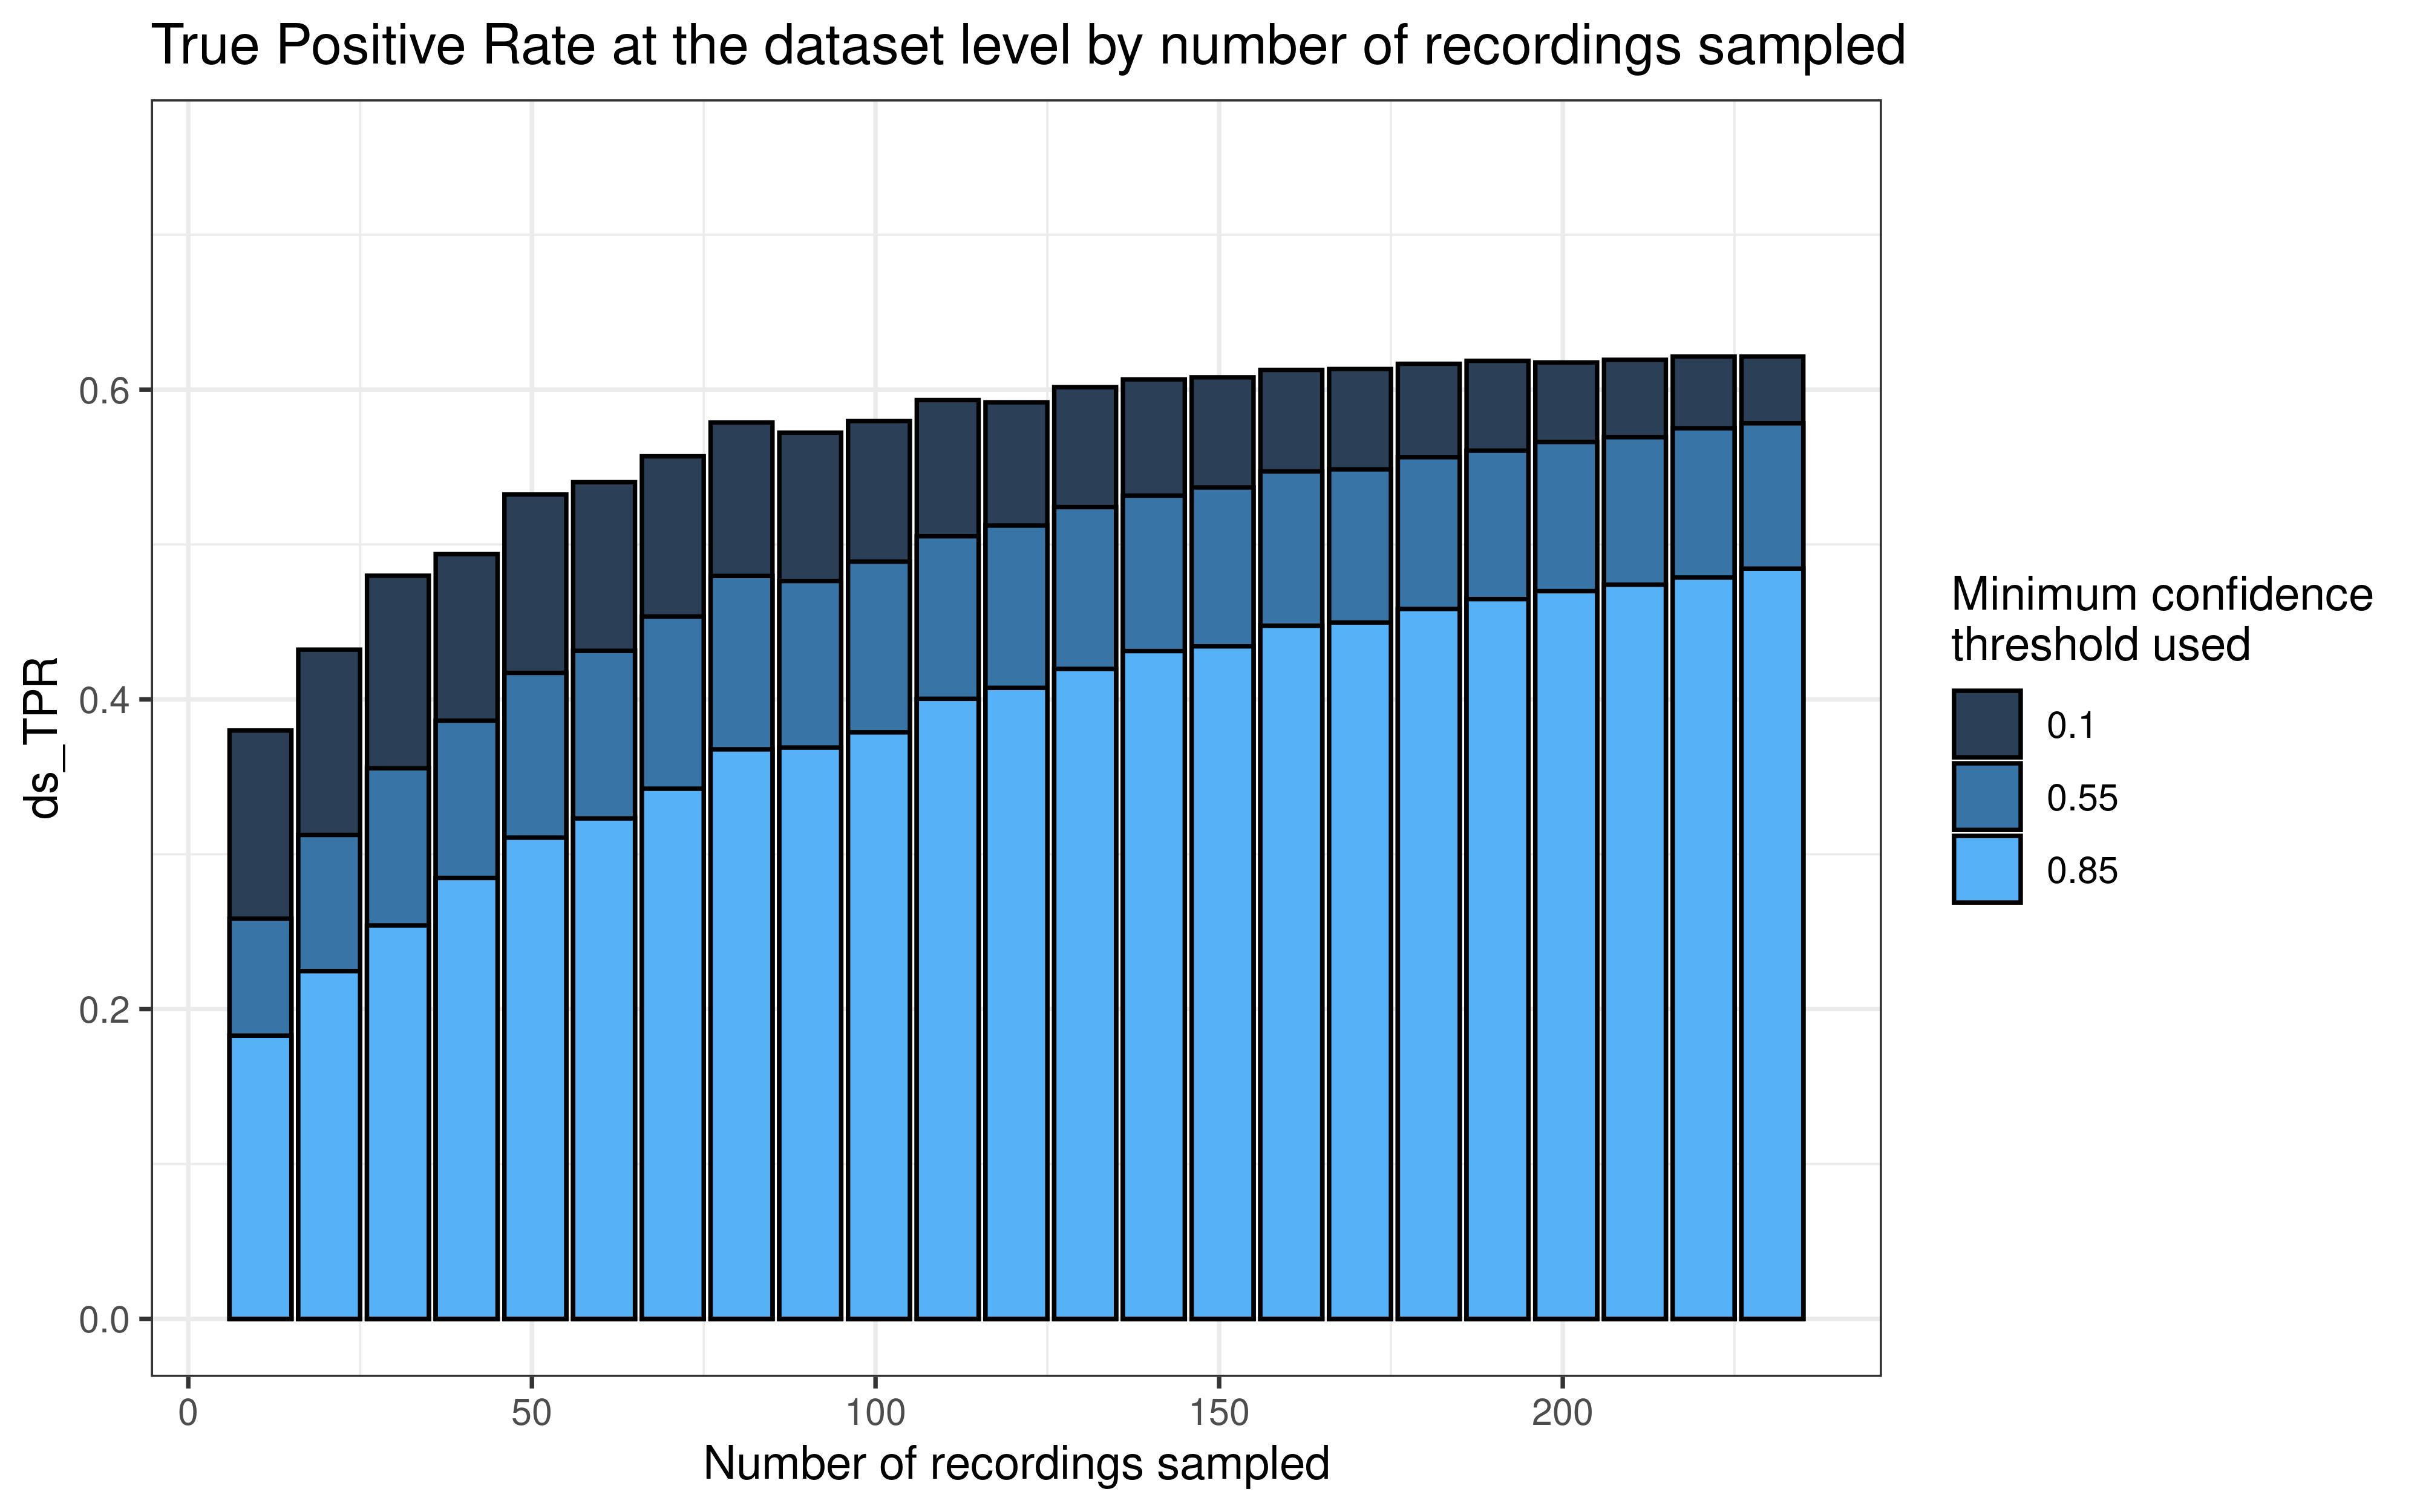 True Positive Rate at the dataset level by number of recordings sampled
ds_TPR
0.6
0.4
0.2
0.0
0 50 100 150 200
Number of recordings sampled
Minimum confidence
threshold used
0.1
0.55
0.85